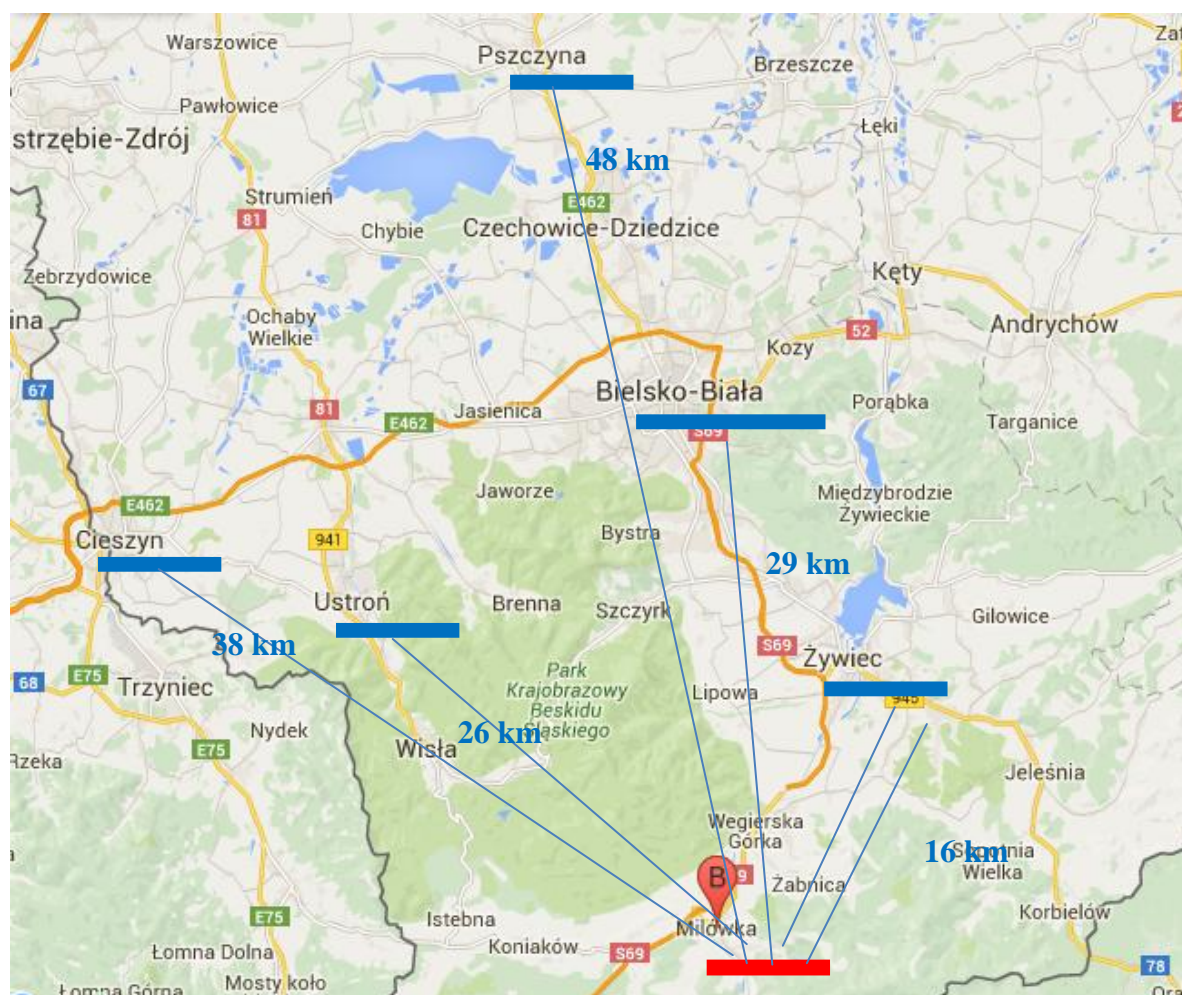 Warszowice
Pszczyna
Brzeszcze
Pawłowice
strzębie-Zdrój
Łęki
48 km
Strumień
81
E462
Chybie
Czechowice-Dziedzice
Zebrzydowice
Kęty
ina
Ochaby
Wielkie
52
Andrychów
Kozy
67
81
E462
Jasienica
Bielsko-Biała
S69
Porąbka
Targanice
Jaworze
Międzybrodzie
Żywieckie
E462
Cieszyn
941
Bystra
29 km
Ustroń
Brenna
Szczyrk
Gilowice
38 km
S69
Żywiec
68
E75
Trzyniec
Park
Krajobrazowy
Beskidu
Śląskiego
Lipowa
945
Nydek
26 km
Wisła
E75
Rzeka
Jeleśnia
Wegierska
Górka
16 km
Wielka
B
Żabnica
E75
Istebna
Milówka
Korbielów
Koniaków
S69
Łomna Dolna
78
Mosty koło
Łomna Górna